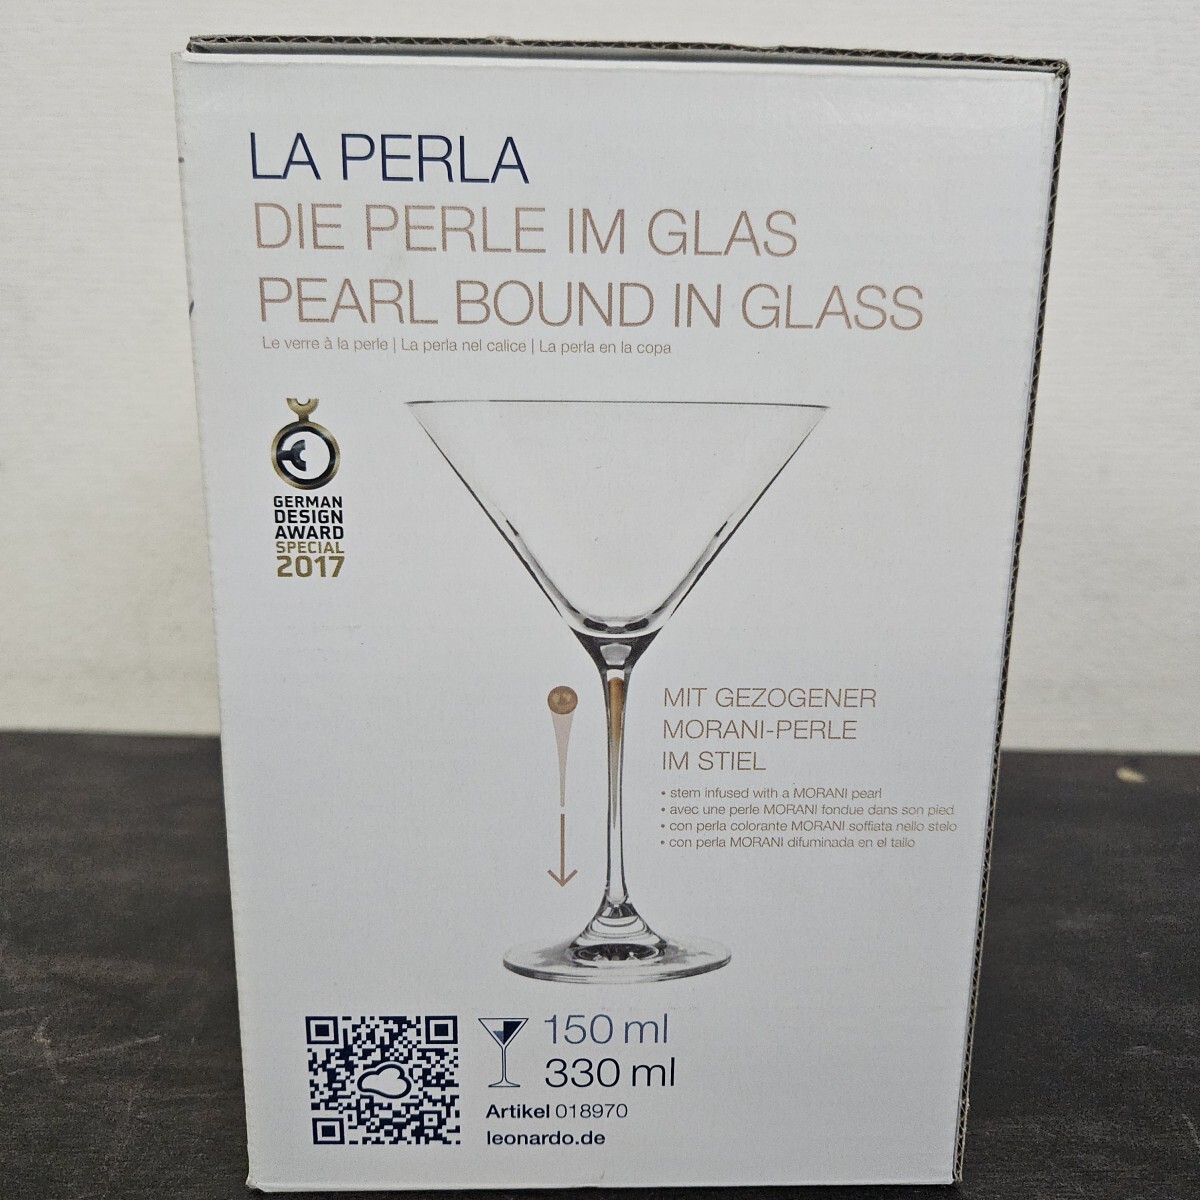 LA PERLA
DIE PERLE IM GLAS
PEARL BOUND IN GLASS
Le verre à la perle | La perla nel calice | La perla en la copa
GERMAN
DESIGN
AWARD
SPECIAL
2017
MIT GEZOGENER
MORANI-PERLE
IM STIEL
• stem infused with a MORANI pearl
• avec une perle MORANI fondue dans son pied
• con perla colorante MORANI soffiata nello stelo
• con perla MORANI difuminada en el tallo
150 ml
330 ml
Artikel 018970
leonardo.de